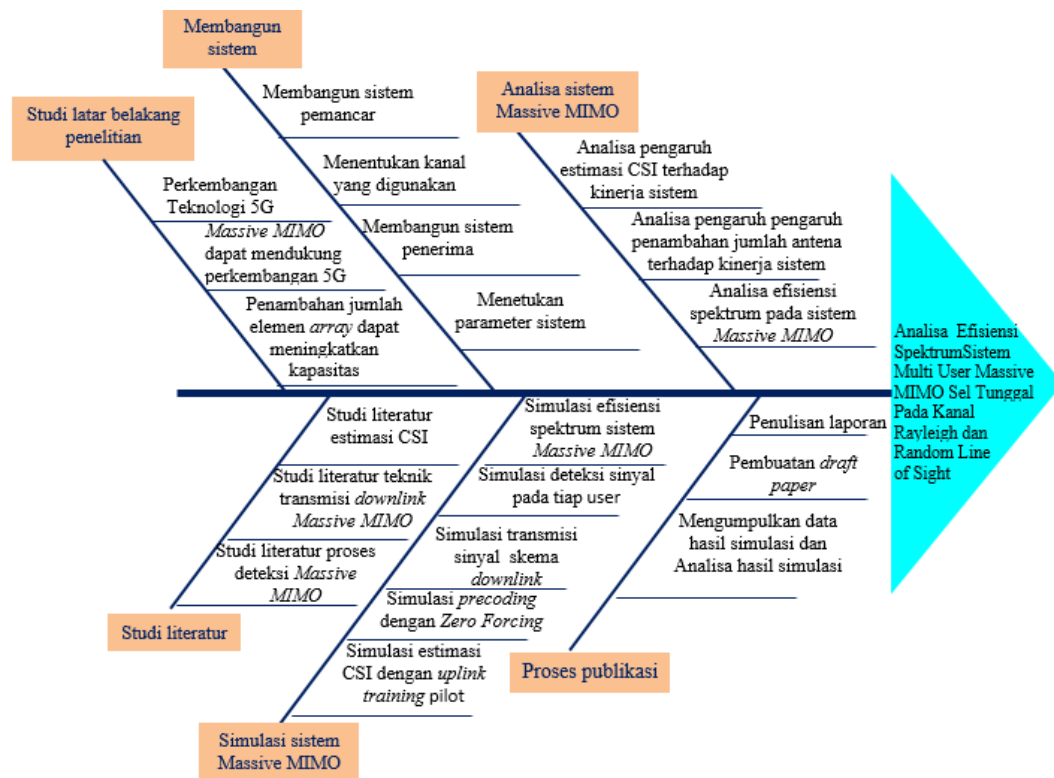 Membangun
sistem
Membangun sistem
pemancar
Menentukan kanal
yang digunakan
Membangun sistem
penerima
Menetukan
parameter sistem
Studi latar belakang
penelitian
Perkembangan
Teknologi 5G
Massive MIMO
dapat mendukung
perkembangan 5G
Penambahan jumlah
elemen array dapat
meningkatkan
kapasitas
Analisa sistem
Massive MIMO
Analisa pengaruh
estimasi CSI terhadap
kinerja sistem
Analisa pengaruh pengaruh
penambahan jumlah antena
terhadap kinerja sistem
Analisa efisiensi
spektrum pada sistem
Massive MIMO
Analisa Efisiensi
SpektrumSistem
Multi User Massive
MIMO Sel Tunggal
Pada Kanal
Rayleigh dan
Random Line
of Sight
Studi literatur
estimasi CSI
Studi literatur teknik
transmisi downlink
Massive MIMO
Studi literatur proses
deteksi Massive
MIMO
Studi literatur
Simulasi efisiensi
spektrum sistem
Massive MIMO
Simulasi deteksi sinyal
pada tiap user
Simulasi transmisi
sinyal skema
downlink
Simulasi precoding
dengan Zero Forcing
Simulasi estimasi
CSI dengan uplink
training pilot
Simulasi sistem
Massive MIMO
Penulisan laporan
Pembuatan draft
paper
Mengumpulkan data
hasil simulasi dan
Analisa hasil simulasi
Proses publikasi